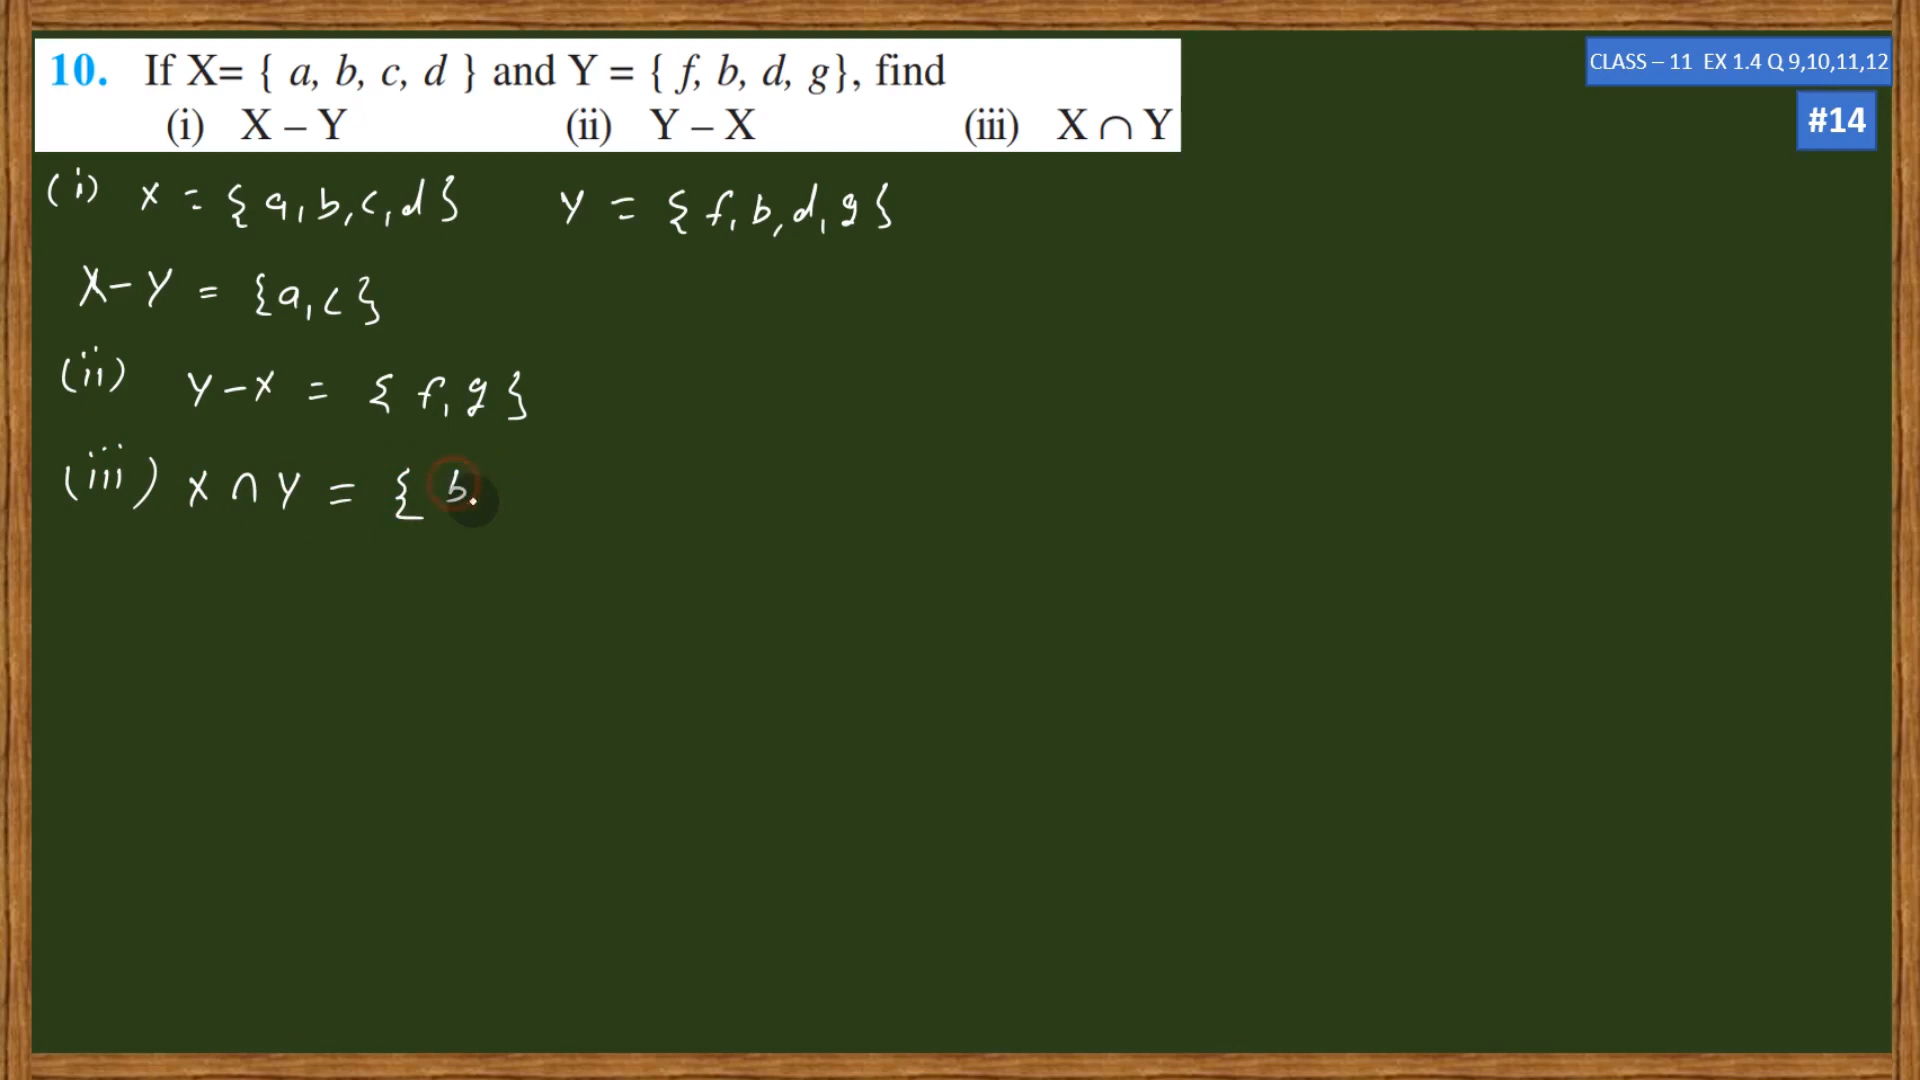 10. If X= { a, b, c, d } and Y = { f, b, d, g}, find
(i) X – Y (ii) Y – X (iii) X ∩ Y
CLASS – 11 EX 1.4 Q 9,10,11,12
#14
(i) X = {a, b, c, d} Y = {f, b, d, g}
X – Y = {a, c}
(ii) Y – X = {f, g}
(iii) X ∩ Y = { b